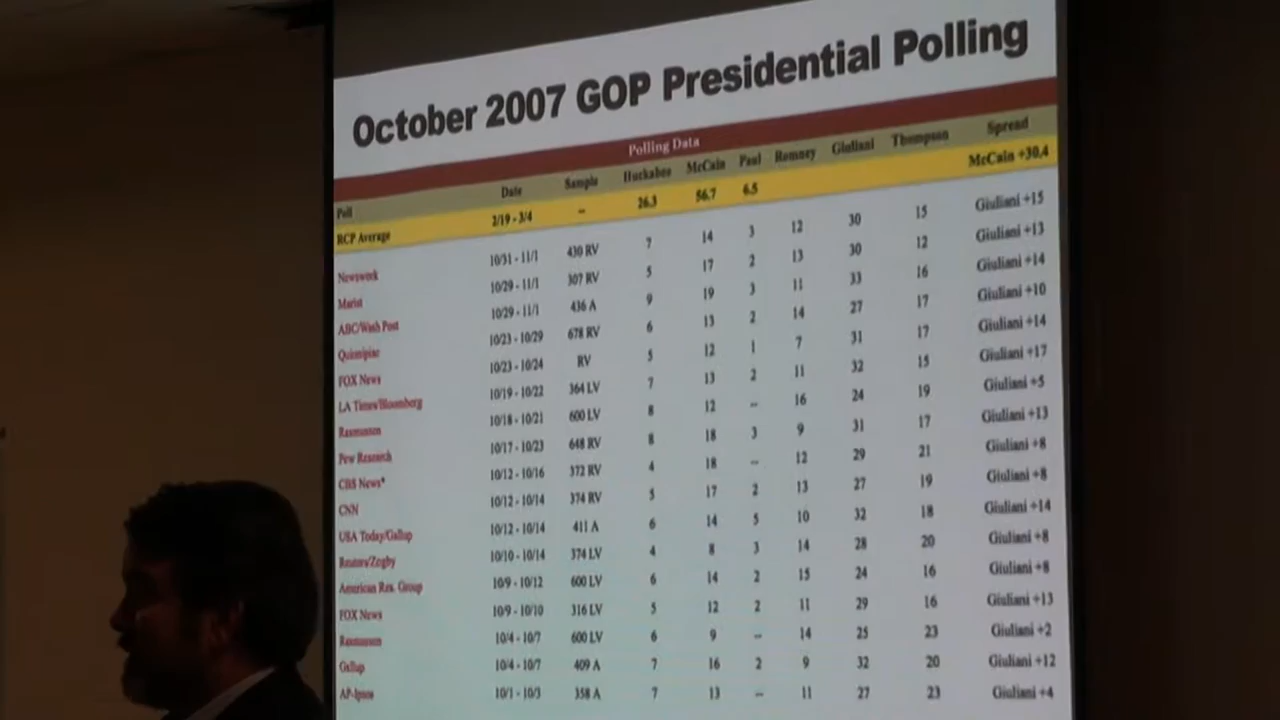 October 2007 GOP Presidential Polling
Polling Data
Poll Date Sample Huckabee McCain Paul Romney Giuliani Thompson Spread
RCP Average 2/19 - 3/4 -- 26.3 56.7 6.5 McCain +30.4
Newsweek 10/31 - 11/1 430 RV 7 14 3 12 30 15 Giuliani +15
Marist 10/29 - 11/1 307 RV 5 17 2 13 30 12 Giuliani +13
ABC/Wash Post 10/29 - 11/1 436 A 9 19 3 11 33 16 Giuliani +14
Quinnipiac 10/23 - 10/29 678 RV 6 13 2 14 27 17 Giuliani +10
FOX News 10/23 - 10/24 RV 5 12 1 7 31 17 Giuliani +14
LA Times/Bloomberg 10/19 - 10/22 364 LV 7 13 2 11 32 15 Giuliani +17
Rasmussen 10/18 - 10/21 600 LV 8 12 -- 16 24 19 Giuliani +5
Pew Research 10/17 - 10/23 648 RV 8 18 3 9 31 17 Giuliani +13
CBS News* 10/12 - 10/16 372 RV 4 18 -- 12 29 21 Giuliani +8
CNN 10/12 - 10/14 374 RV 5 17 2 13 27 19 Giuliani +8
USA Today/Gallup 10/12 - 10/14 411 A 6 14 5 10 32 18 Giuliani +14
Reuters/Zogby 10/10 - 10/14 374 LV 4 8 3 14 28 20 Giuliani +8
American Res. Group 10/9 - 10/12 600 LV 6 14 2 15 24 16 Giuliani +8
FOX News 10/9 - 10/10 316 LV 5 12 2 11 29 16 Giuliani +13
Rasmussen 10/4 - 10/7 600 LV 6 9 -- 14 25 23 Giuliani +2
Gallup 10/4 - 10/7 409 A 7 16 2 9 32 20 Giuliani +12
AP-Ipsos 10/1 - 10/3 358 A 7 13 -- 11 27 23 Giuliani +4